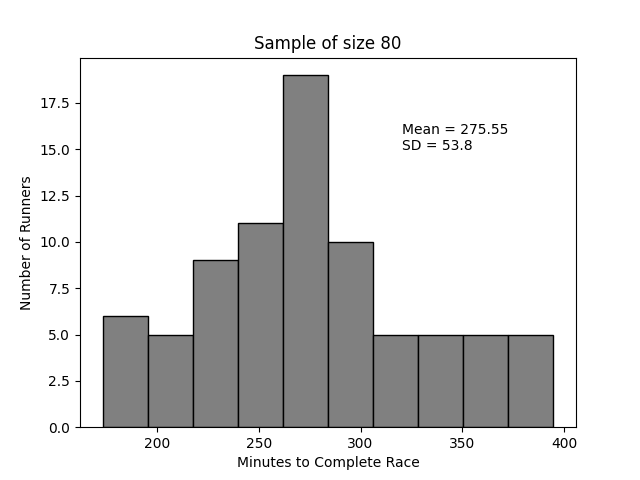 Sample of size 80
Mean = 275.55
SD = 53.8
Number of Runners
17.5
15.0
12.5
10.0
7.5
5.0
2.5
0.0
200 250 300 350 400
Minutes to Complete Race